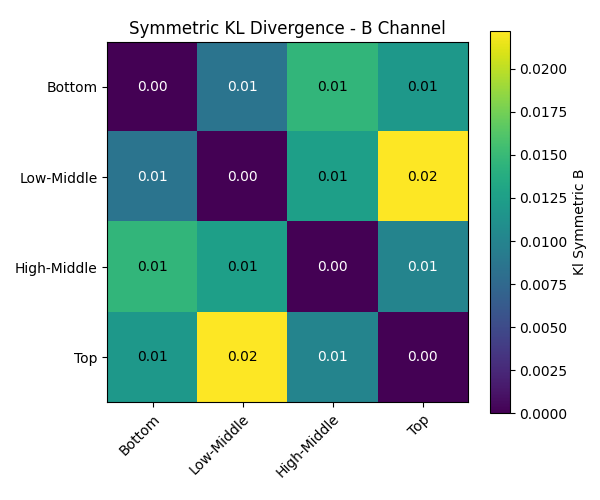 Symmetric KL Divergence - B Channel
Bottom 0.00 0.01 0.01 0.01
Low-Middle 0.01 0.00 0.01 0.02
High-Middle 0.01 0.01 0.00 0.01
Top 0.01 0.02 0.01 0.00
Bottom Low-Middle High-Middle Top
0.0200
0.0175
0.0150
0.0125
0.0100
0.0075
0.0050
0.0025
0.0000
Kl Symmetric B